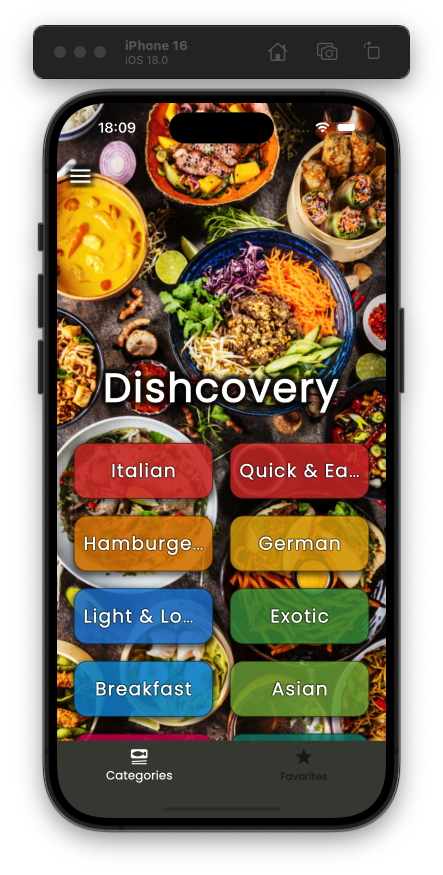 iPhone 16
iOS 18.0
18:09
Dishcovery
Italian
Quick & Ea...
Hamburge...
German
Light & Lo...
Exotic
Breakfast
Asian
Categories
Favorites